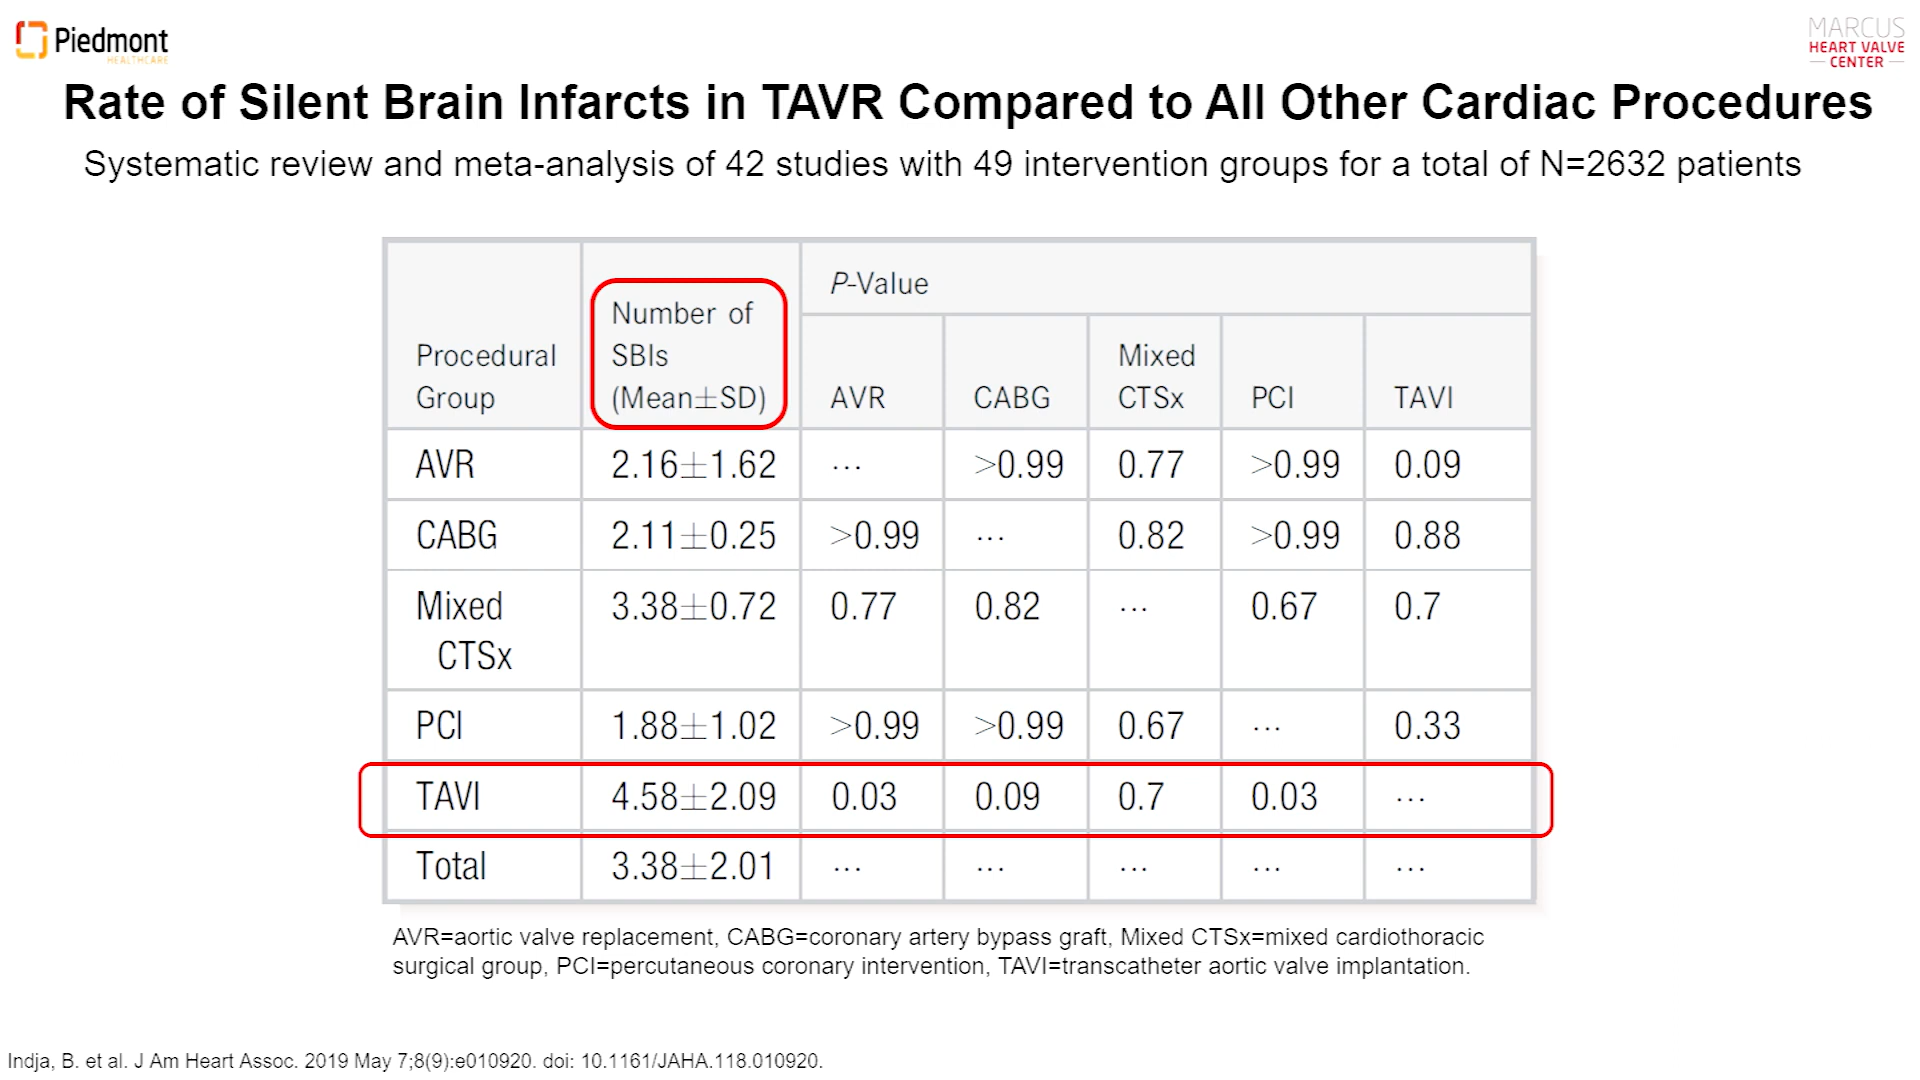 Piedmont
HEALTHCARE
MARCUS
HEART VALVE
CENTER
Rate of Silent Brain Infarcts in TAVR Compared to All Other Cardiac Procedures
Systematic review and meta-analysis of 42 studies with 49 intervention groups for a total of N=2632 patients
Procedural Group Number of SBIs (Mean±SD) P-Value
AVR CABG Mixed CTSx PCI TAVI
AVR 2.16±1.62 ... >0.99 0.77 >0.99 0.09
CABG 2.11±0.25 >0.99 ... 0.82 >0.99 0.88
Mixed CTSx 3.38±0.72 0.77 0.82 ... 0.67 0.7
PCI 1.88±1.02 >0.99 >0.99 0.67 ... 0.33
TAVI 4.58±2.09 0.03 0.09 0.7 0.03 ...
Total 3.38±2.01 ... ... ... ... ...
AVR=aortic valve replacement, CABG=coronary artery bypass graft, Mixed CTSx=mixed cardiothoracic
surgical group, PCI=percutaneous coronary intervention, TAVI=transcatheter aortic valve implantation.
Indja, B. et al. J Am Heart Assoc. 2019 May 7;8(9):e010920. doi: 10.1161/JAHA.118.010920.